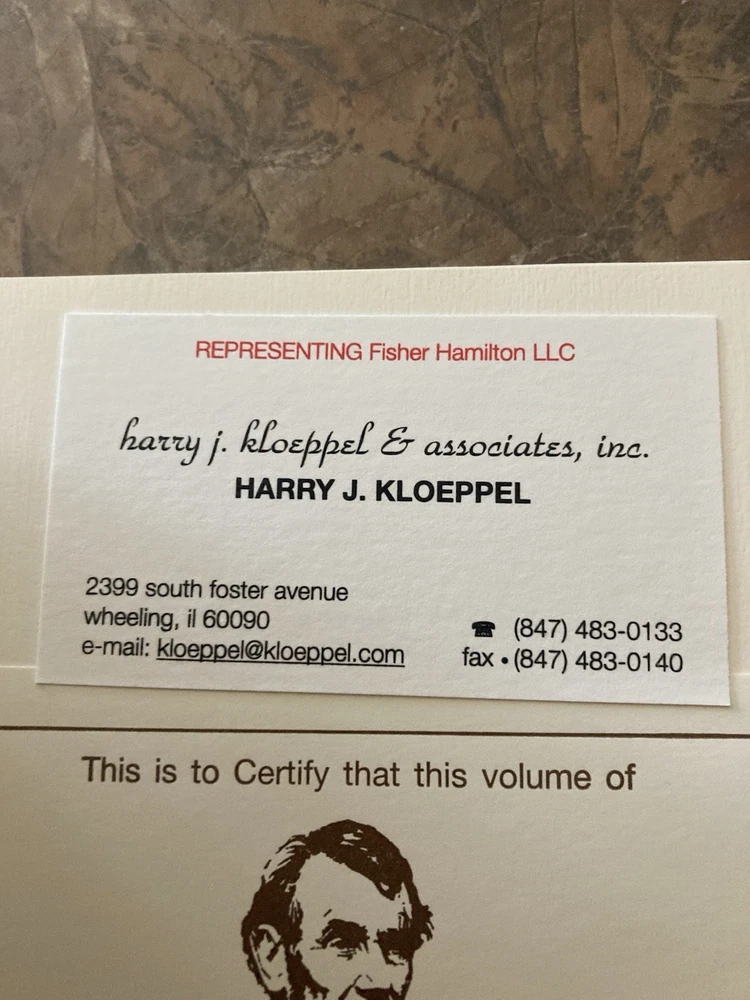 REPRESENTING Fisher Hamilton LLC
harry j. kloeppel & associates, inc.
HARRY J. KLOEPPEL
2399 south foster avenue
wheeling, il 60090
e-mail: kloeppel@kloeppel.com
☎ (847) 483-0133
fax • (847) 483-0140
This is to Certify that this volume of